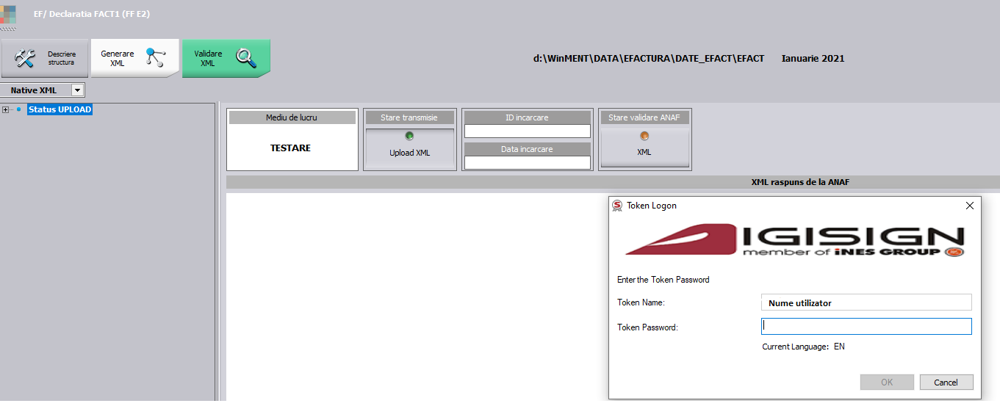 EF/ Declaratia FACT1 (FF E2)
Descriere
structura
Generare
XML
Validare
XML
d:\WinMENT\DATA\EFACTURA\DATE_EFACT\EFACT Ianuarie 2021
Native XML
Status UPLOAD
Mediu de lucru
TESTARE
Stare transmisie
Upload XML
ID incarcare
Data incarcare
Stare validare ANAF
XML
XML raspuns de la ANAF
Token Logon
DIGISIGN
member of iNES GROUP
Enter the Token Password
Token Name: Nume utilizator
Token Password:
Current Language: EN
OK Cancel